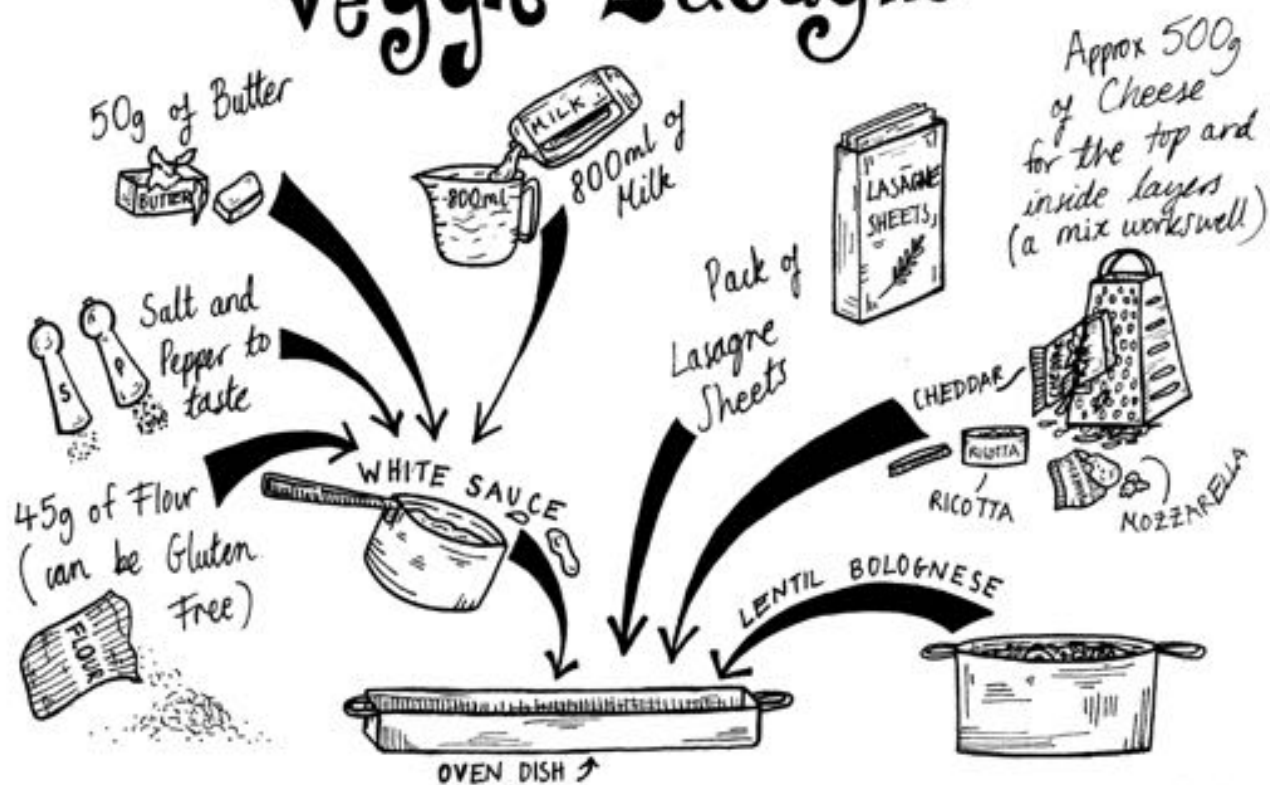 Veggie Lasagne
50g of Butter
BUTTER
MILK
800ml
800ml of
Milk
LASAGNE
SHEETS
Approx 500g
of Cheese
for the top and
inside layers
(a mix works well)
Salt and
Pepper to
taste
S
P
Pack of
Lasagne
Sheets
CHEDDAR
RICOTTA
RICOTTA
MOZZARELLA
45g of Flour
(can be Gluten
Free)
FLOUR
WHITE SAUCE
LENTIL BOLOGNESE
OVEN DISH